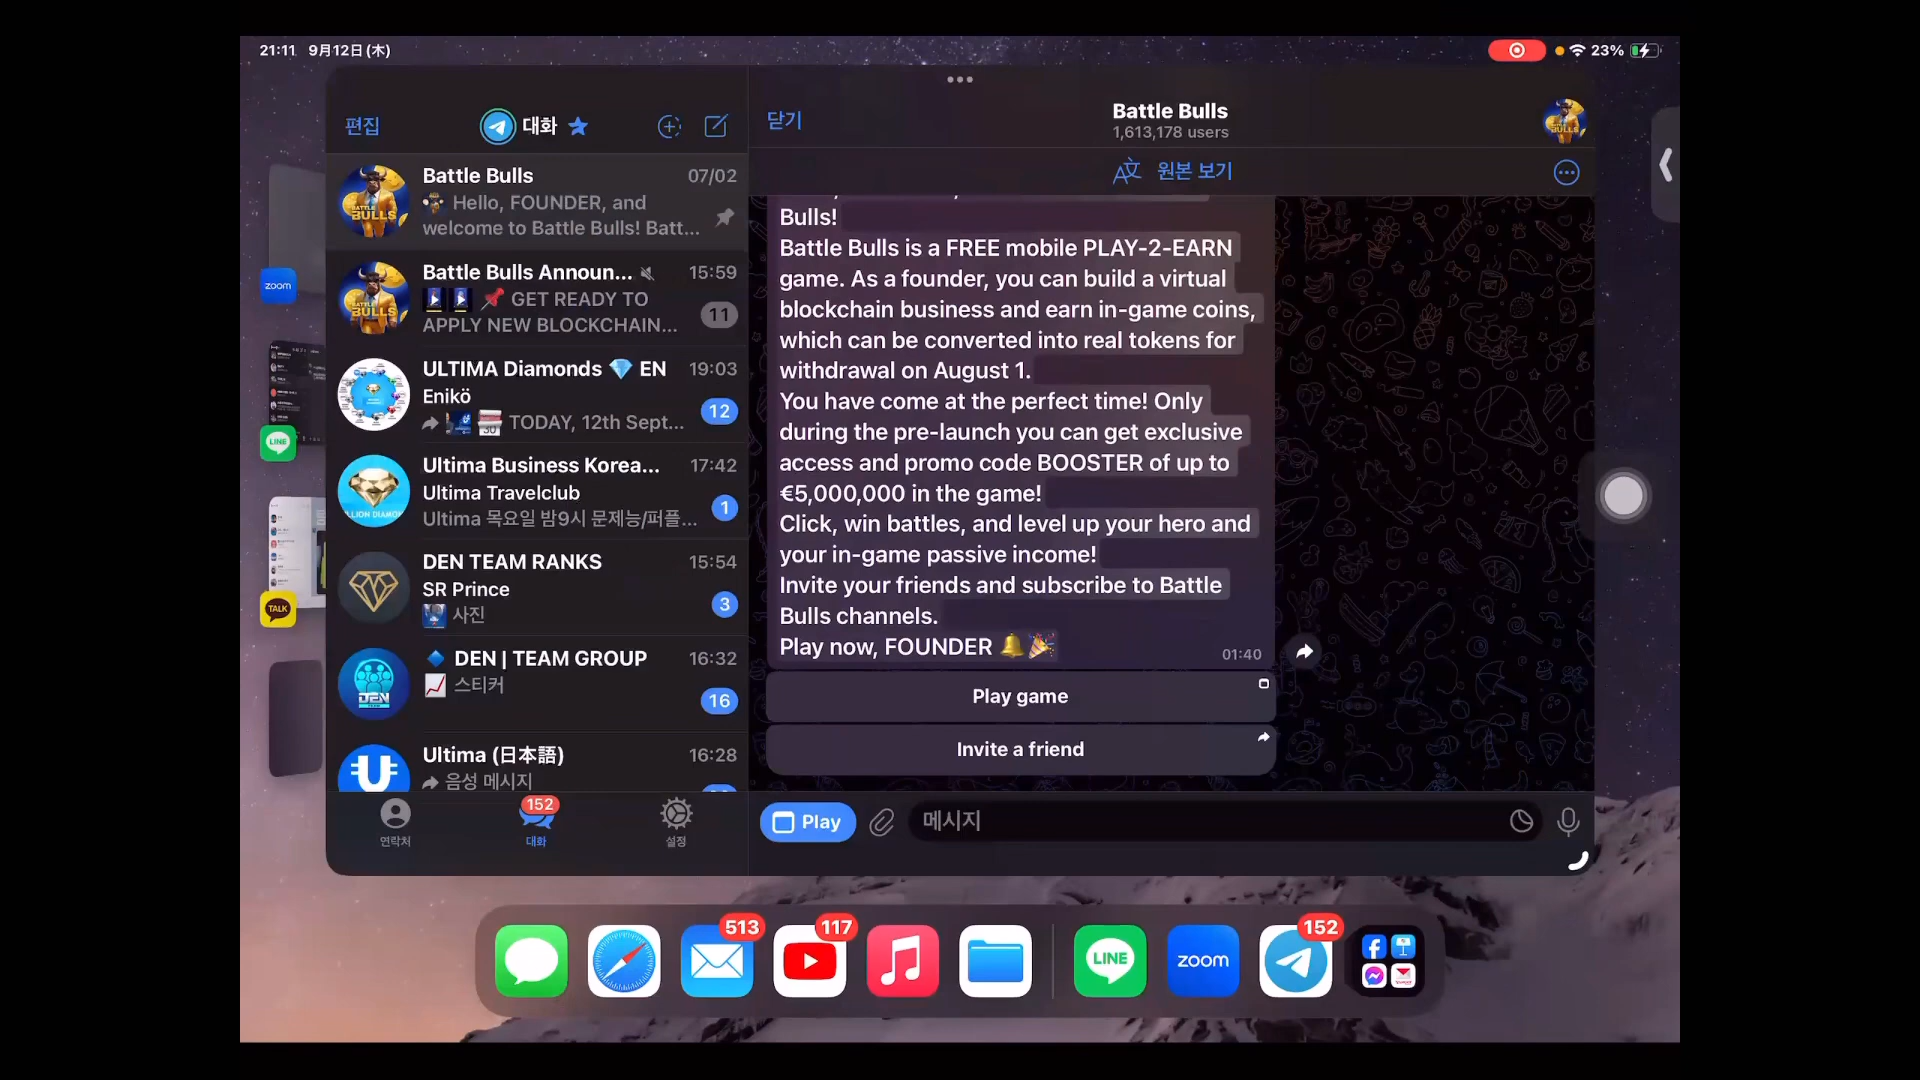 21:11 9月12日(木)
23%
편집
대화
Battle Bulls
07/02
Hello, FOUNDER, and
welcome to Battle Bulls! Batt...
Battle Bulls Announ...
15:59
GET READY TO
APPLY NEW BLOCKCHAIN...
11
ULTIMA Diamonds 💎 EN
19:03
Enikö
TODAY, 12th Sept...
12
Ultima Business Korea...
17:42
Ultima Travelclub
Ultima 목요일 밤9시 문제능/퍼플...
1
DEN TEAM RANKS
15:54
SR Prince
사진
3
🔷 DEN | TEAM GROUP
16:32
스티커
16
Ultima (日本語)
16:28
음성 메시지
연락처
152
대화
설정
닫기
Battle Bulls
1,613,178 users
원본 보기
Bulls!
Battle Bulls is a FREE mobile PLAY-2-EARN
game. As a founder, you can build a virtual
blockchain business and earn in-game coins,
which can be converted into real tokens for
withdrawal on August 1.
You have come at the perfect time! Only
during the pre-launch you can get exclusive
access and promo code BOOSTER of up to
€5,000,000 in the game!
Click, win battles, and level up your hero and
your in-game passive income!
Invite your friends and subscribe to Battle
Bulls channels.
Play now, FOUNDER 🔔🎉
01:40
Play game
Invite a friend
Play
메시지
zoom
LINE
TALK
513
117
LINE
zoom
152